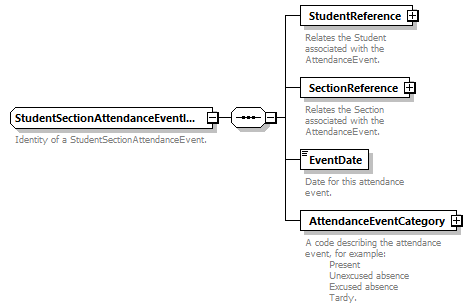 StudentReference
Relates the Student
associated with the
AttendanceEvent.
SectionReference
Relates the Section
associated with the
AttendanceEvent.
StudentSectionAttendanceEventI...
Identity of a StudentSectionAttendanceEvent.
EventDate
Date for this attendance
event.
AttendanceEventCategory
A code describing the attendance
event, for example:
Present
Unexcused absence
Excused absence
Tardy.